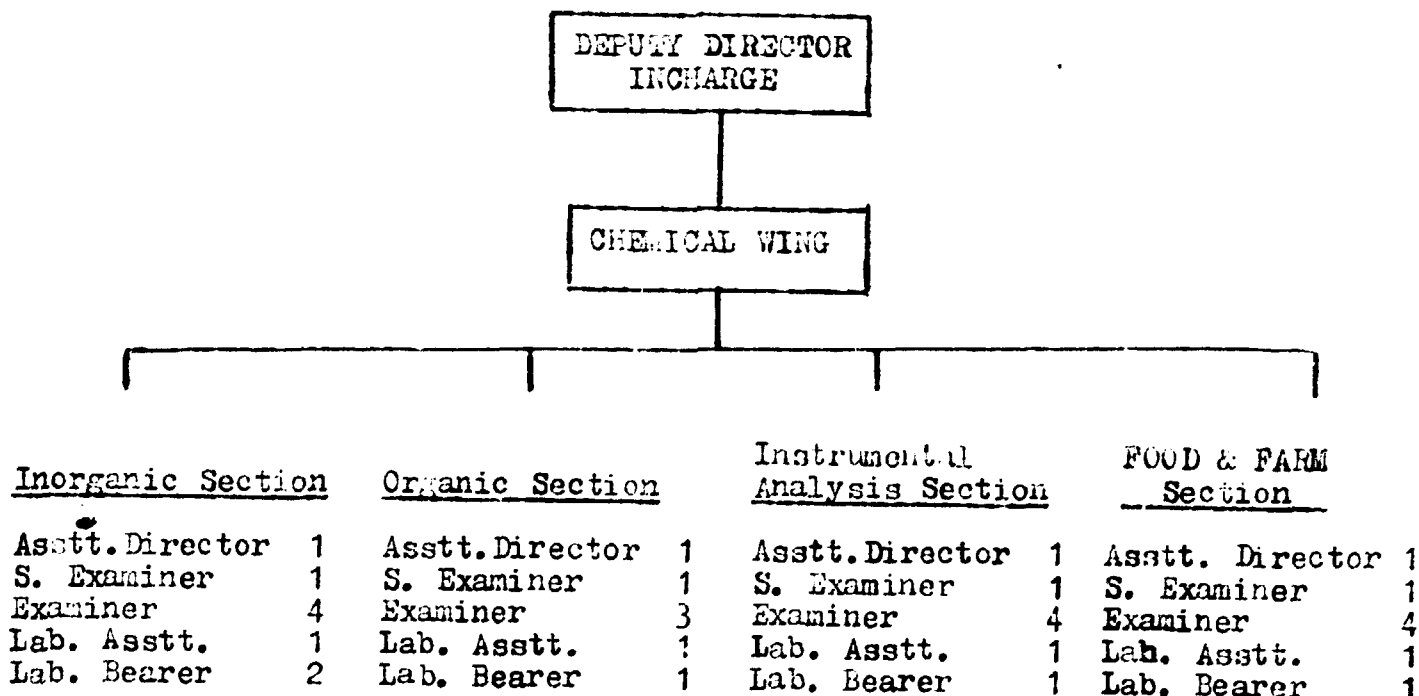 DEPUTY DIRECTOR
INCHARGE
CHEMICAL WING
Inorganic Section
Asstt. Director 1
S. Examiner 1
Examiner 4
Lab. Asstt. 1
Lab. Bearer 2
Organic Section
Asstt. Director 1
S. Examiner 1
Examiner 3
Lab. Asstt. 1
Lab. Bearer 1
Instrumental
Analysis Section
Asstt. Director 1
S. Examiner 1
Examiner 4
Lab. Asstt. 1
Lab. Bearer 1
FOOD & FARM
Section
Asstt. Director 1
S. Examiner 1
Examiner 4
Lab. Asstt. 1
Lab. Bearer 1